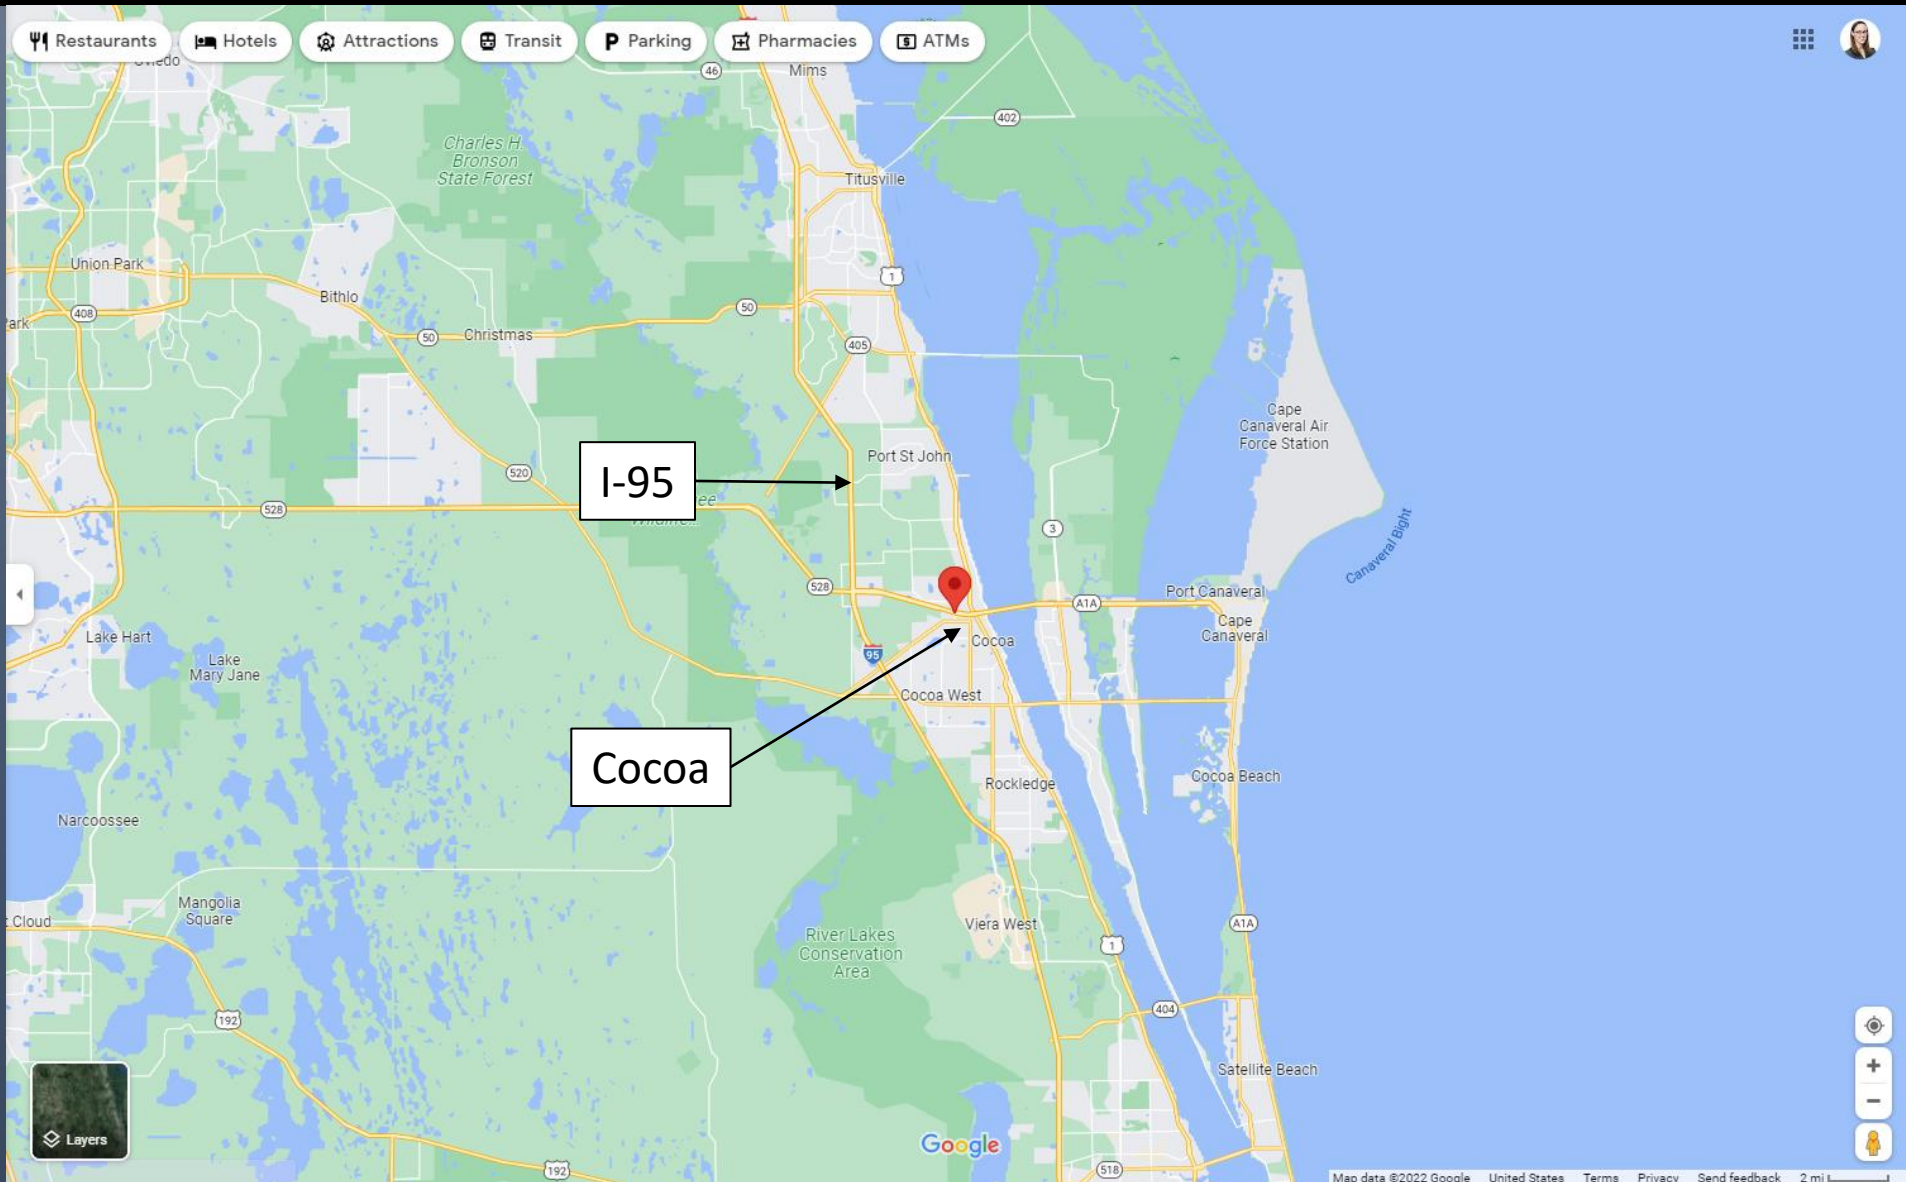 Restaurants
Hotels
Attractions
Transit
Parking
Pharmacies
ATMs
46
Mims
402
Charles H.
Bronson
State Forest
Titusville
Union Park
1
Bithlo
50
408
50
Christmas
405
Cape
Canaveral Air
Force Station
Port St John
520
I-95
528
3
Canaveral Bight
528
Port Canaveral
A1A
Cape
Canaveral
Lake Hart
Cocoa
95
Lake
Mary Jane
Cocoa West
Cocoa
Rockledge
Cocoa Beach
Narcoossee
Mangolia
Square
Cloud
Viera West
A1A
River Lakes
Conservation
Area
1
404
192
Satellite Beach
Layers
Google
192
518
Map data ©2022 Google United States Terms Privacy Send feedback 2 mi